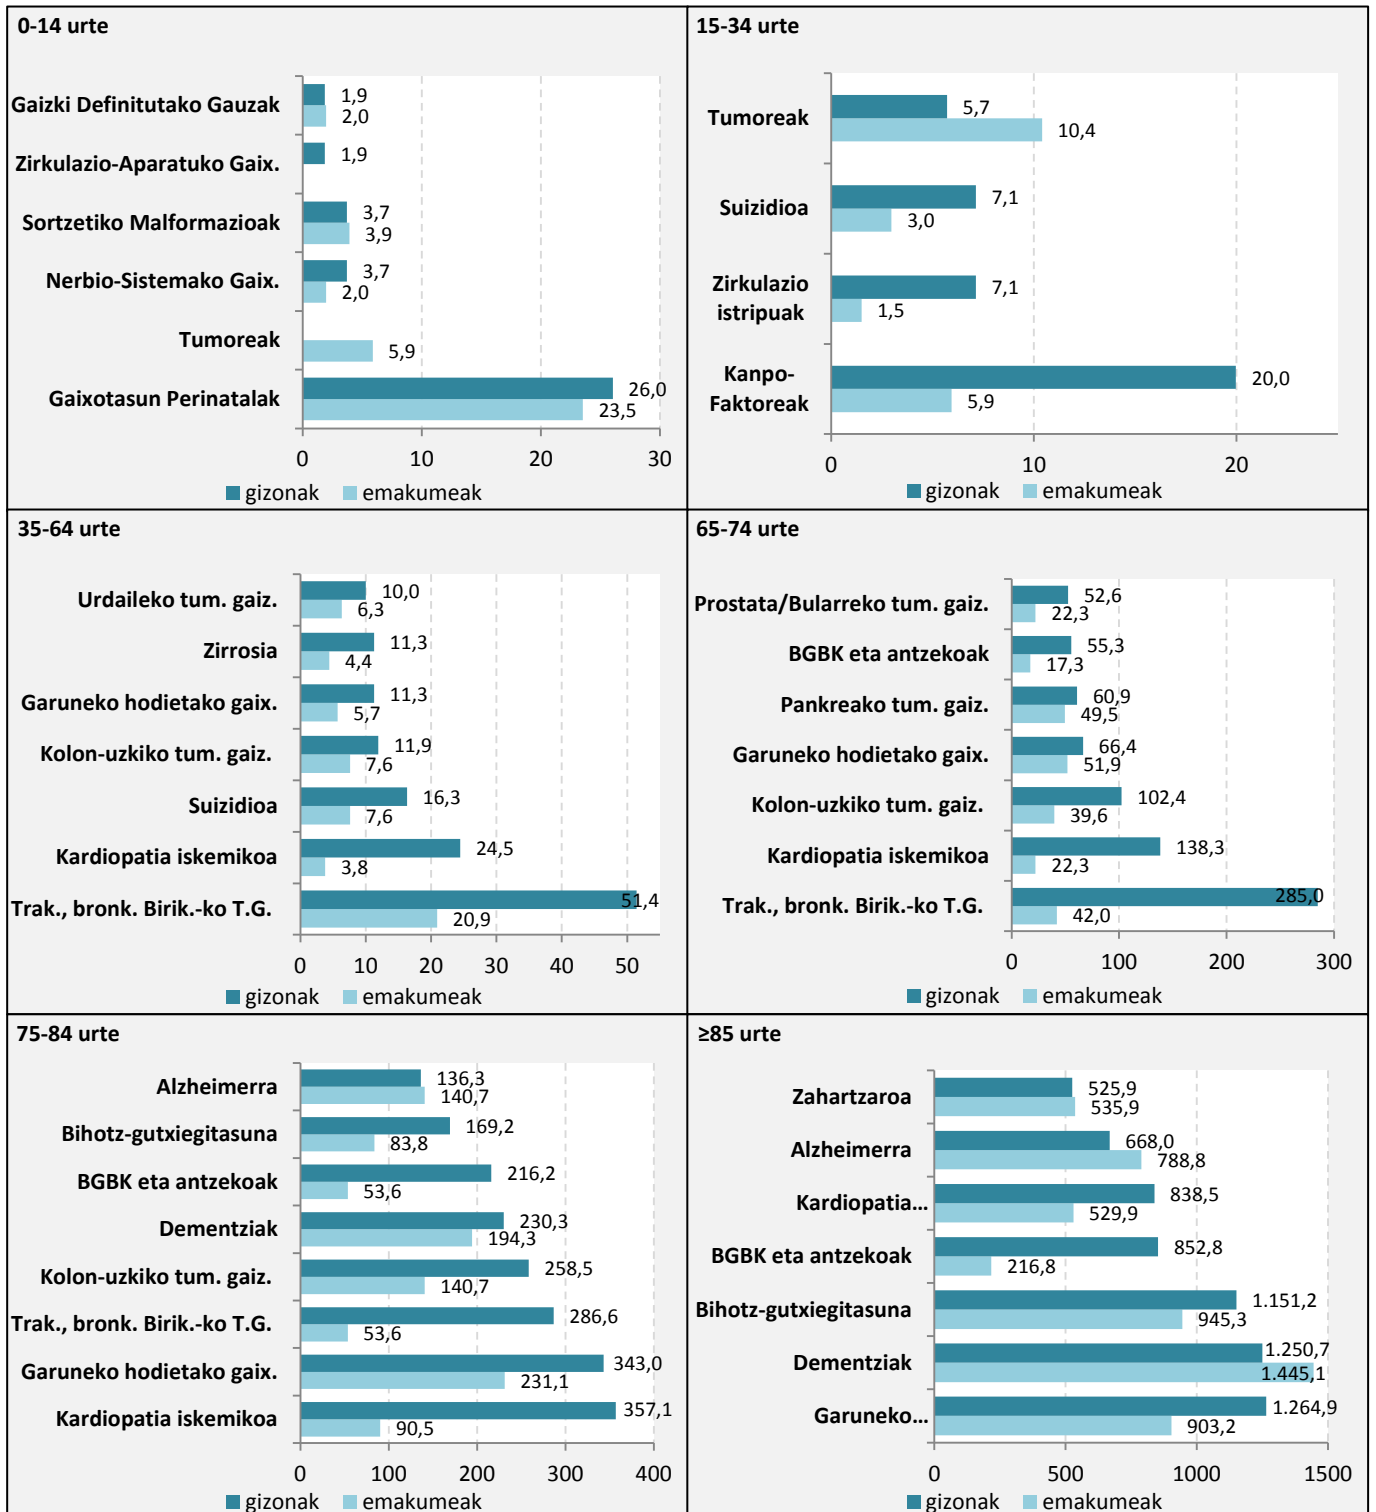 0-14 urte
Gaizki Definitutako Gauzak
1,9
2,0
Zirkulazio-Aparatuko Gaix.
1,9
Sortzetiko Malformazioak
3,7
3,9
Nerbio-Sistemako Gaix.
3,7
2,0
Tumoreak
5,9
Gaixotasun Perinatalak
26,0
23,5
0 10 20 30
gizonak emakumeak
15-34 urte
Tumoreak
5,7
10,4
Suizidioa
7,1
3,0
Zirkulazio
istripuak
7,1
1,5
Kanpo-
Faktoreak
20,0
5,9
0 10 20
gizonak emakumeak
35-64 urte
Urdaileko tum. gaiz.
10,0
6,3
Zirrosia
11,3
4,4
Garuneko hodietako gaix.
11,3
5,7
Kolon-uzkiko tum. gaiz.
11,9
7,6
Suizidioa
16,3
7,6
Kardiopatia iskemikoa
24,5
3,8
Trak., bronk. Birik.-ko T.G.
51,4
20,9
0 10 20 30 40 50
gizonak emakumeak
65-74 urte
Prostata/Bularreko tum. gaiz.
52,6
22,3
BGBK eta antzekoak
55,3
17,3
Pankreako tum. gaiz.
60,9
49,5
Garuneko hodietako gaix.
66,4
51,9
Kolon-uzkiko tum. gaiz.
102,4
39,6
Kardiopatia iskemikoa
138,3
22,3
Trak., bronk. Birik.-ko T.G.
285,0
42,0
0 100 200 300
gizonak emakumeak
75-84 urte
Alzheimerra
136,3
140,7
Bihotz-gutxiegitasuna
169,2
83,8
BGBK eta antzekoak
216,2
53,6
Dementziak
230,3
194,3
Kolon-uzkiko tum. gaiz.
258,5
140,7
Trak., bronk. Birik.-ko T.G.
286,6
53,6
Garuneko hodietako gaix.
343,0
231,1
Kardiopatia iskemikoa
357,1
90,5
0 100 200 300 400
gizonak emakumeak
≥85 urte
Zahartzaroa
525,9
535,9
Alzheimerra
668,0
788,8
Kardiopatia...
838,5
529,9
BGBK eta antzekoak
852,8
216,8
Bihotz-gutxiegitasuna
1.151,2
945,3
Dementziak
1.250,7
1.445,1
Garuneko...
1.264,9
903,2
0 500 1000 1500
gizonak emakumeak